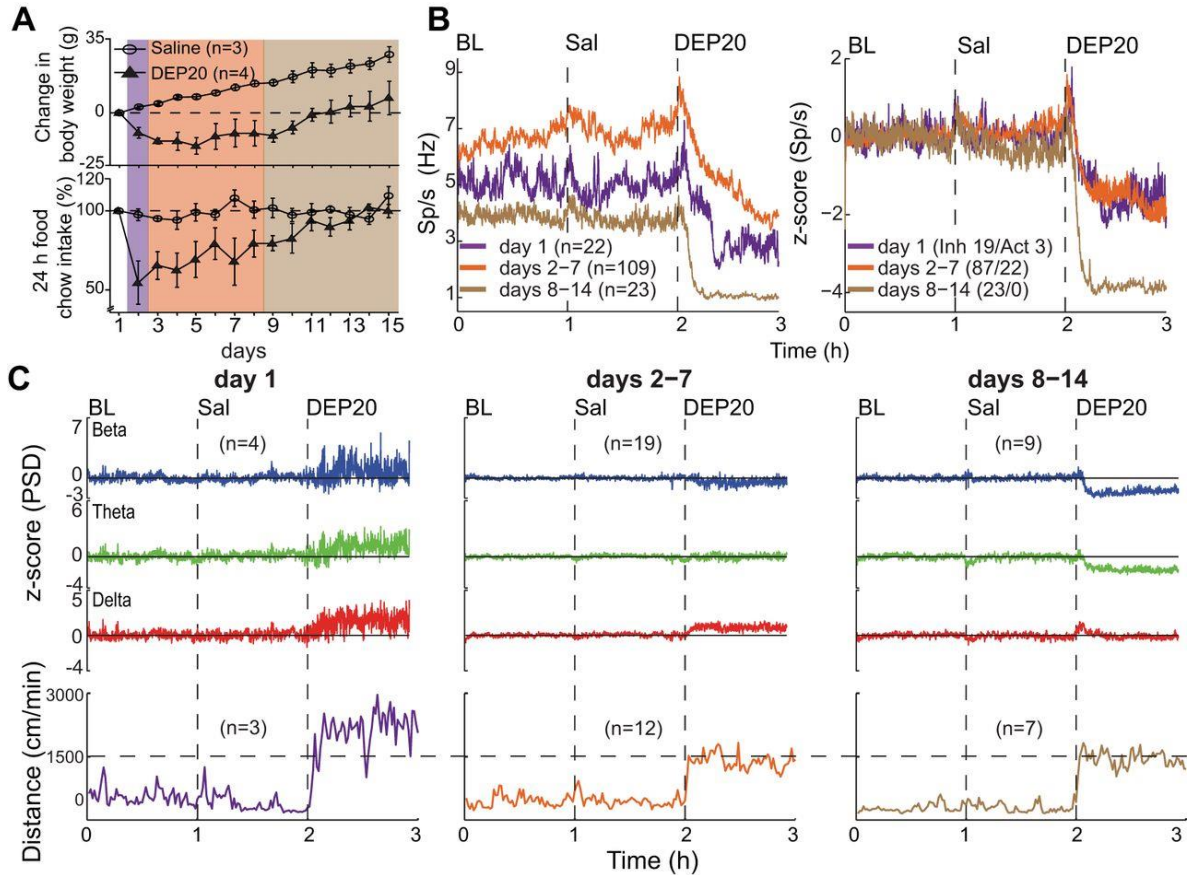 A
Change in
body weight (g)
35
0
-25
Saline (n=3)
DEP20 (n=4)
24 h food
chow intake (%)
120
100
50
1 3 5 7 9 11 13 15
days
B
BL Sal DEP20
Sp/s (Hz)
9
7
5
3
1
day 1 (n=22)
days 2−7 (n=109)
days 8−14 (n=23)
0 1 2 3
BL Sal DEP20
z-score (Sp/s)
0
−2
−4
day 1 (Inh 19/Act 3)
days 2−7 (87/22)
days 8−14 (23/0)
0 1 2 3
Time (h)
C
day 1 days 2−7 days 8−14
BL Sal DEP20 BL Sal DEP20 BL Sal DEP20
z-score (PSD)
7
0
-3
Beta
(n=4) (n=19) (n=9)
6
0
-4
Theta
5
0
-4
Delta
Distance (cm/min)
3000
1500
0
(n=3) (n=12) (n=7)
0 1 2 3 0 1 2 3 0 1 2 3
Time (h)